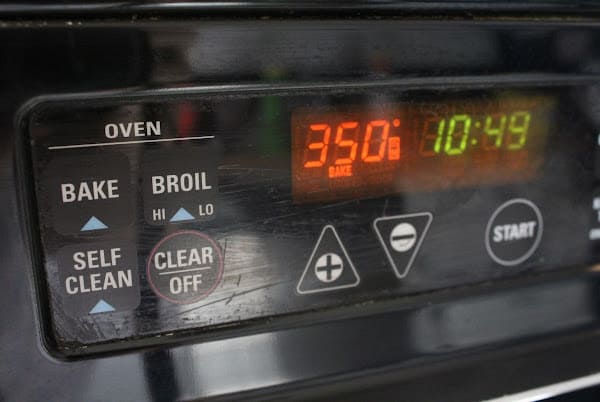 OVEN
350° 10:49
BAKE
BAKE BROIL
HI LO
SELF CLEAN
CLEAR/OFF
START